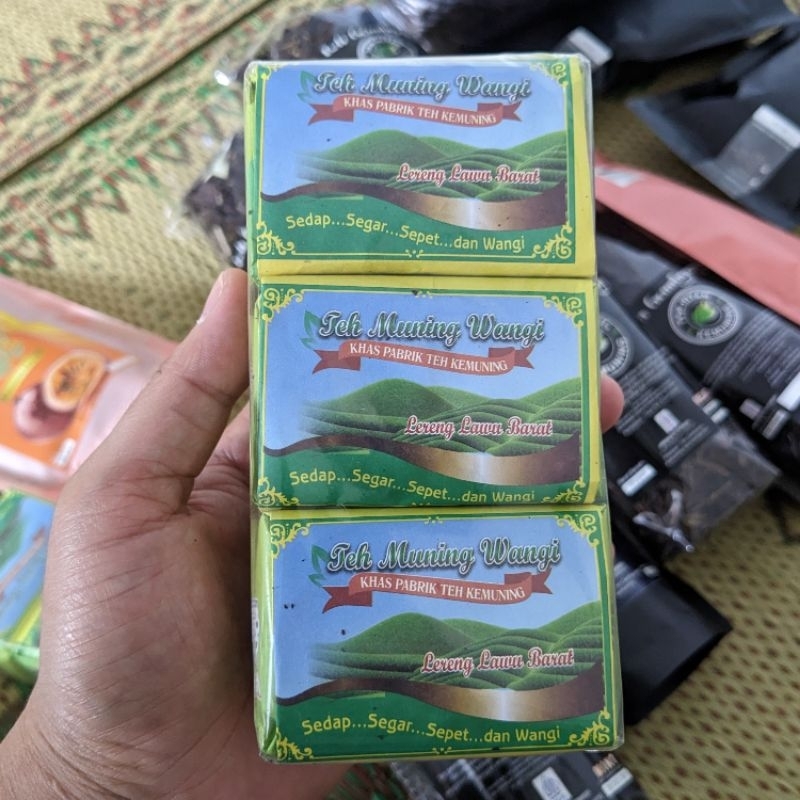 Teh Muning Wangi
KHAS PABRIK TEH KEMUNING
Lereng Lawu Barat
Sedap...Segar...Sepet...dan Wangi
Teh Muning Wangi
KHAS PABRIK TEH KEMUNING
Lereng Lawu Barat
Sedap...Segar...Sepet...dan Wangi
Teh Muning Wangi
KHAS PABRIK TEH KEMUNING
Lereng Lawu Barat
Sedap...Segar...Sepet...dan Wangi